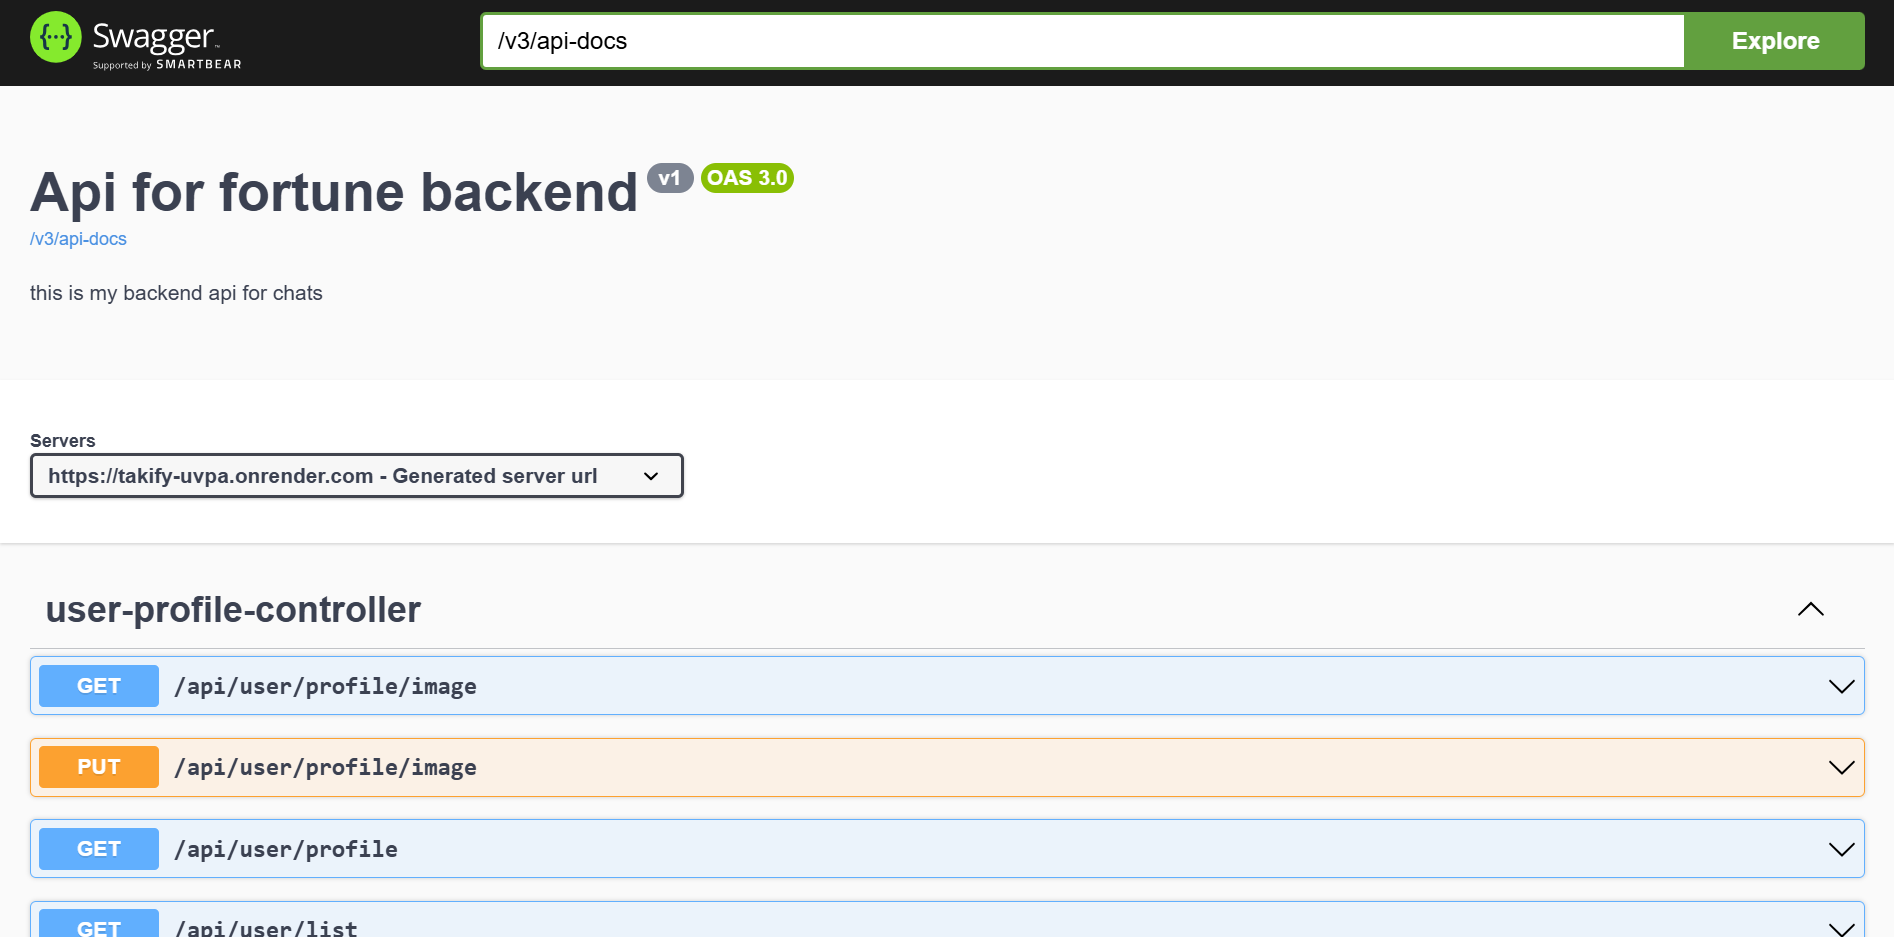 {···} Swagger™
Supported by SMARTBEAR
/v3/api-docs
Explore
Api for fortune backend v1 OAS 3.0
/v3/api-docs
this is my backend api for chats
Servers
https://takify-uvpa.onrender.com - Generated server url
user-profile-controller
GET /api/user/profile/image
PUT /api/user/profile/image
GET /api/user/profile
GET /api/user/list